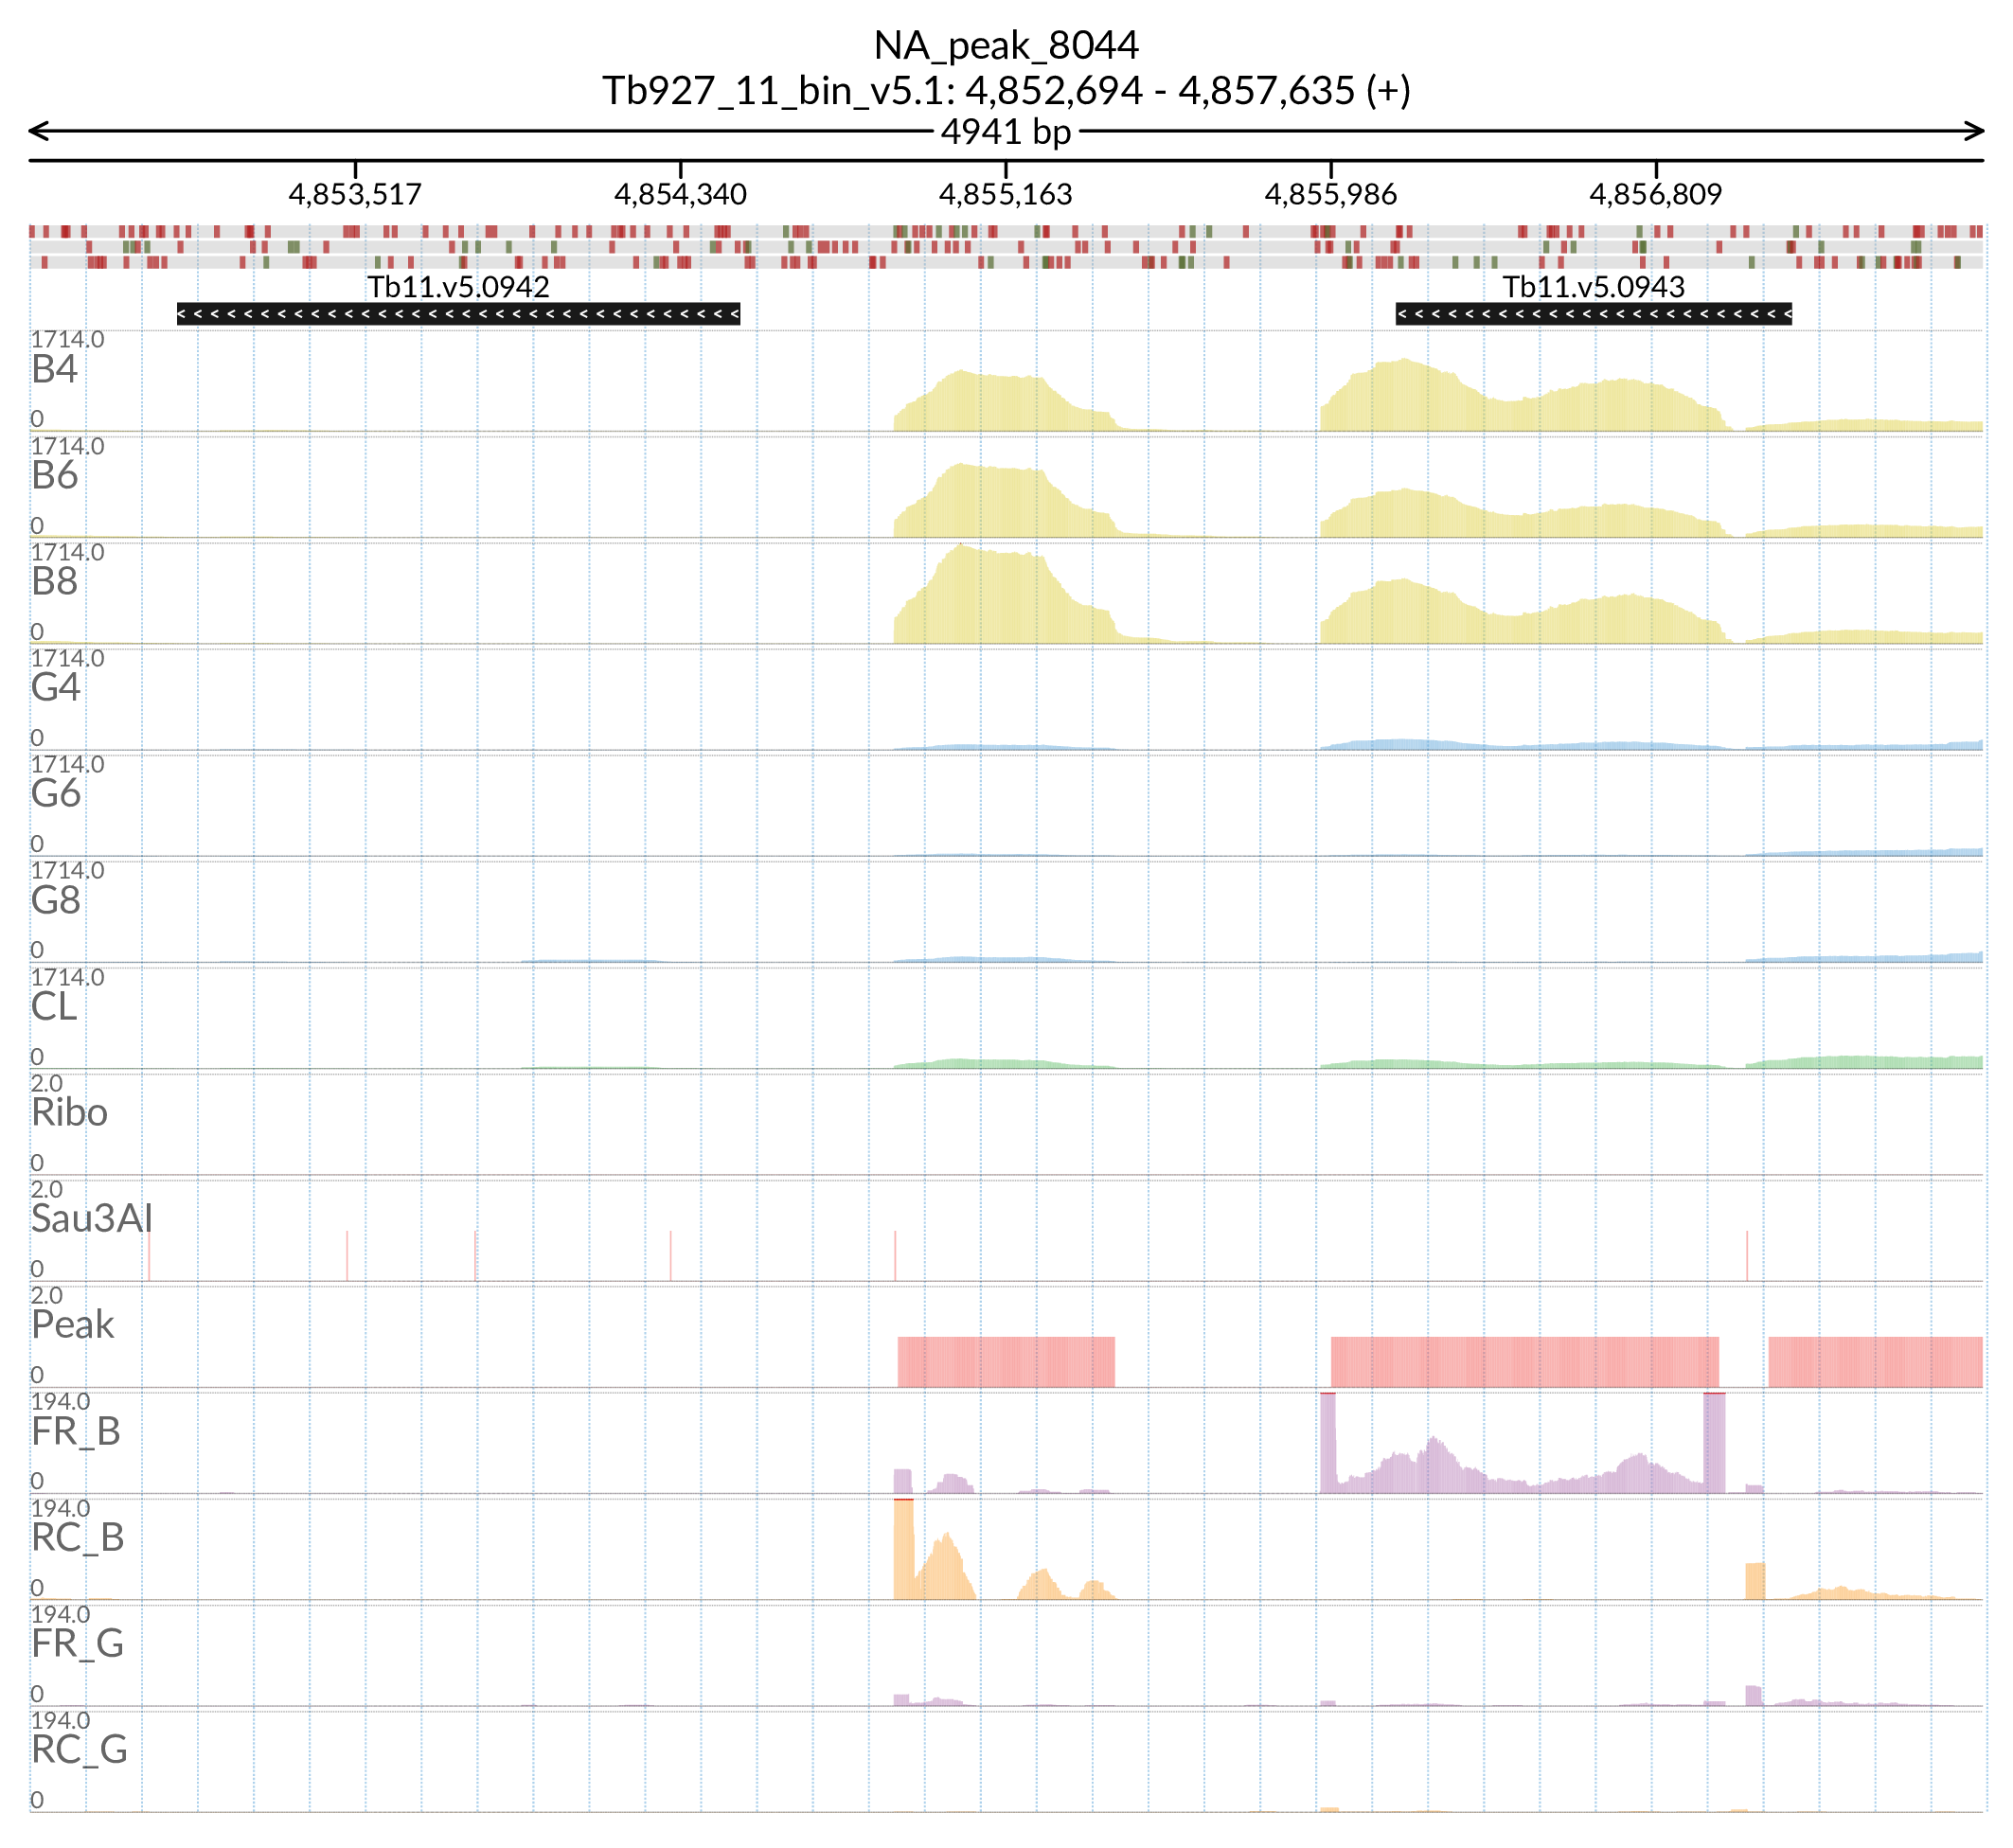 NA_peak_8044
Tb927_11_bin_v5.1: 4,852,694 - 4,857,635 (+)
4941 bp
4,853,517 4,854,340 4,855,163 4,855,986 4,856,809
Tb11.v5.0942 Tb11.v5.0943
1714.0
B4
0
1714.0
B6
0
1714.0
B8
0
1714.0
G4
0
1714.0
G6
0
1714.0
G8
0
1714.0
CL
0
2.0
Ribo
0
2.0
Sau3AI
0
2.0
Peak
0
194.0
FR_B
0
194.0
RC_B
0
194.0
FR_G
0
194.0
RC_G
0